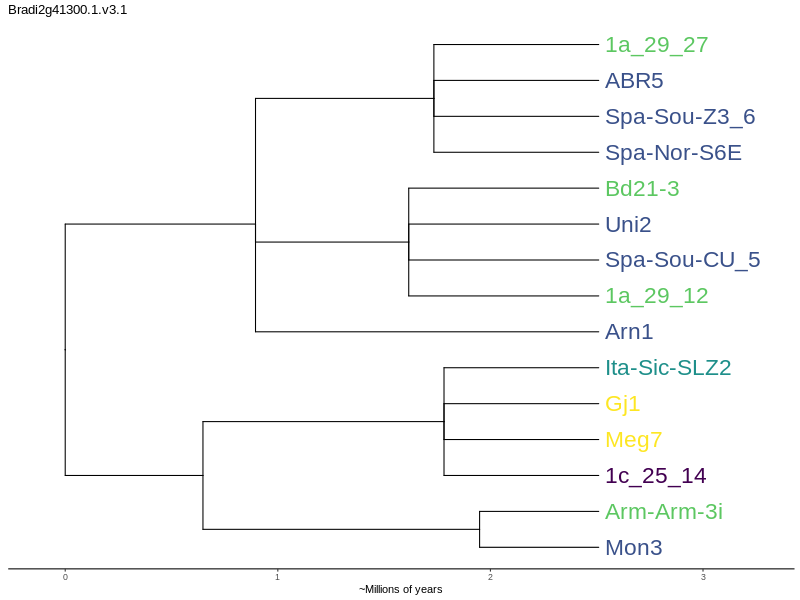 Bradi2g41300.1.v3.1
1a_29_27
ABR5
Spa-Sou-Z3_6
Spa-Nor-S6E
Bd21-3
Uni2
Spa-Sou-CU_5
1a_29_12
Arn1
Ita-Sic-SLZ2
Gj1
Meg7
1c_25_14
Arm-Arm-3i
Mon3
0 1 2 3
~Millions of years